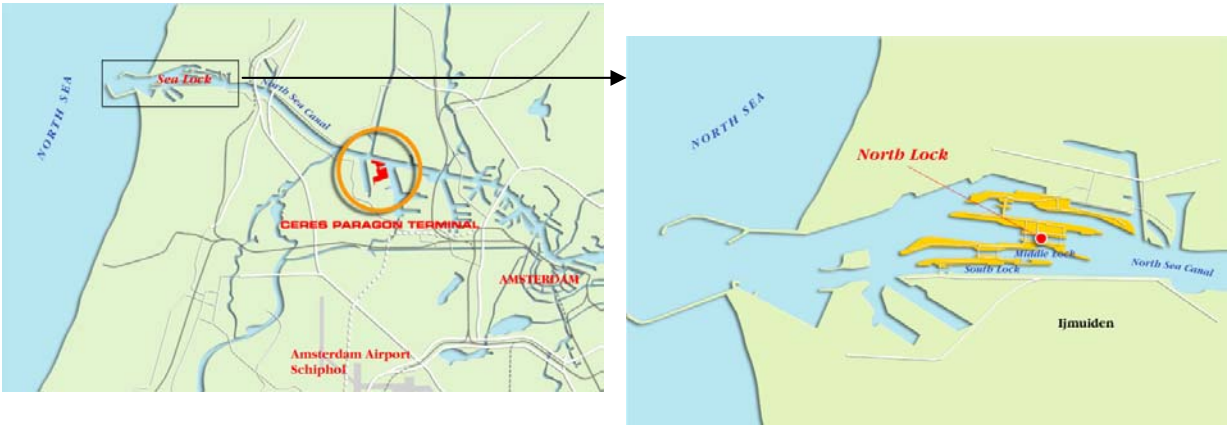 NORTH SEA
Sea Lock
North Sea Canal
CERES PARAGON TERMINAL
AMSTERDAM
Amsterdam Airport
Schiphol
NORTH SEA
North Lock
Middle Lock
South Lock
North Sea Canal
Ijmuiden